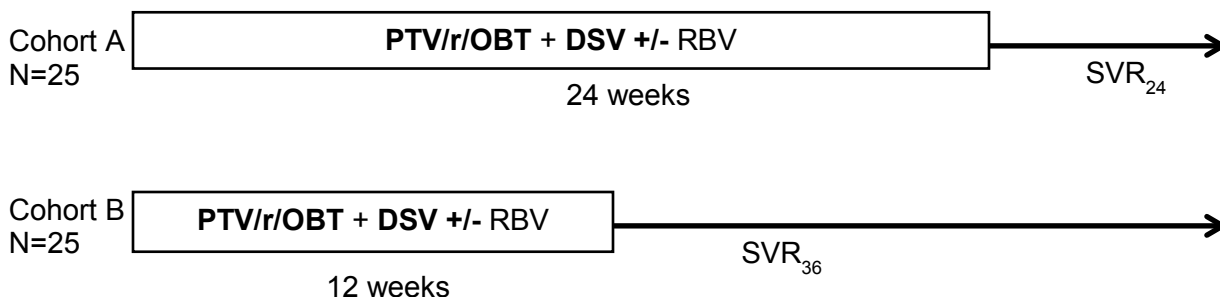 Cohort A
N=25
PTV/r/OBT + DSV +/- RBV
24 weeks
SVR24
Cohort B
N=25
PTV/r/OBT + DSV +/- RBV
12 weeks
SVR36